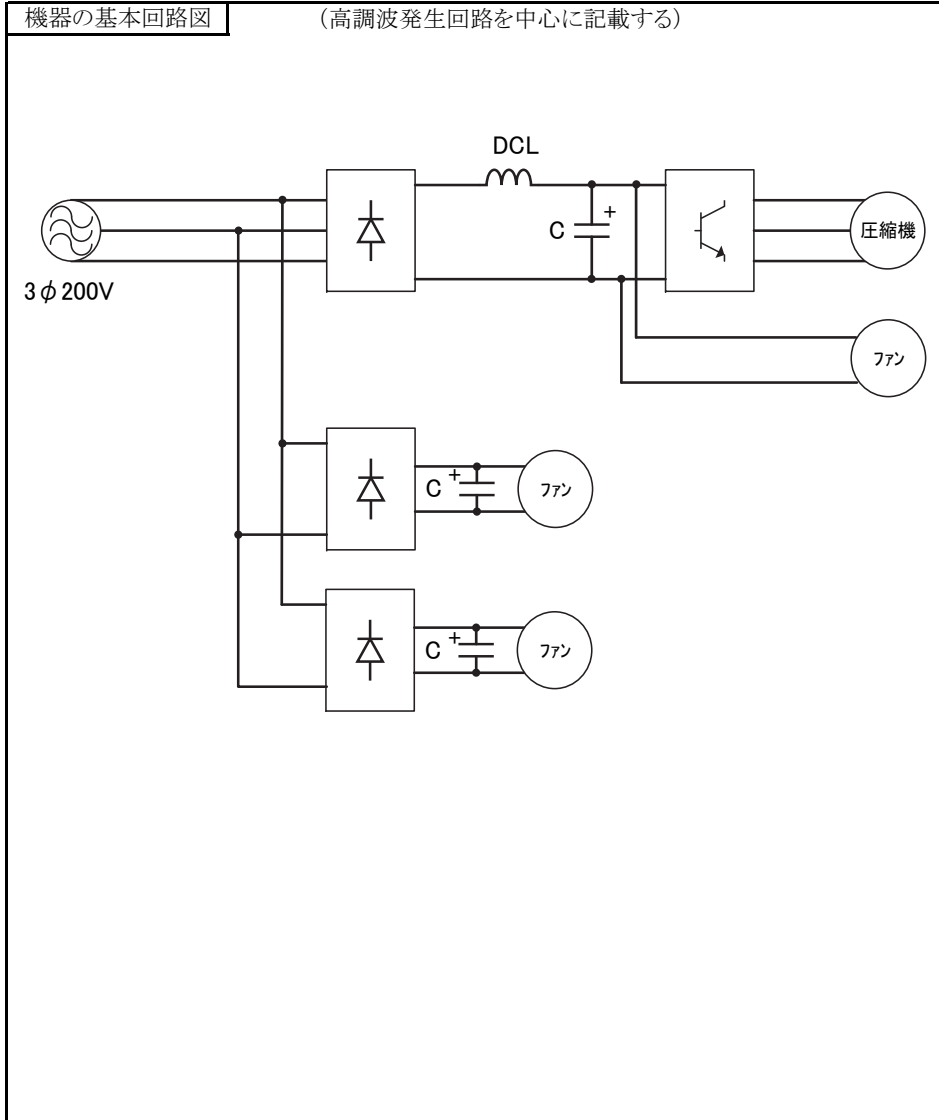 機器の基本回路図 (高調波発生回路を中心に記載する)
DCL
C +
圧縮機
3φ200V
ファン
C + ファン
C + ファン